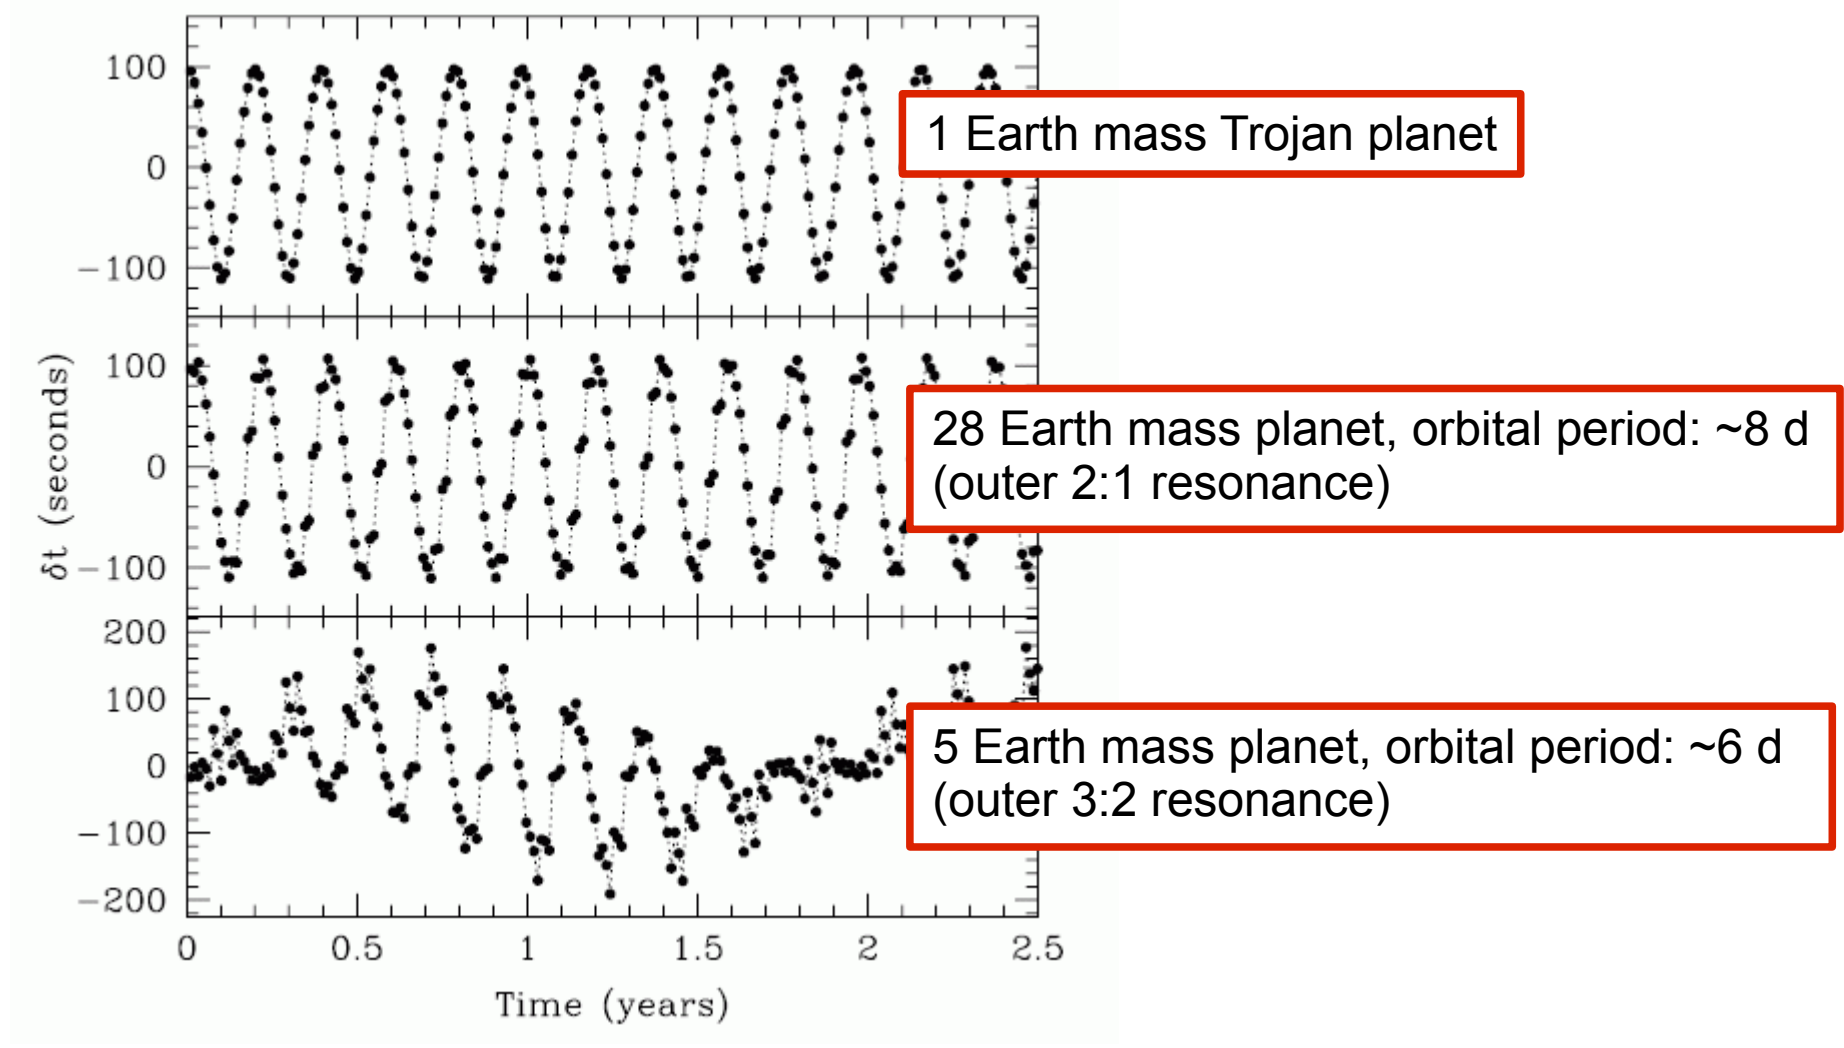 100
0
−100
1 Earth mass Trojan planet
100
0
−100
28 Earth mass planet, orbital period: ~8 d
(outer 2:1 resonance)
δt (seconds)
200
100
0
−100
−200
5 Earth mass planet, orbital period: ~6 d
(outer 3:2 resonance)
0 0.5 1 1.5 2 2.5
Time (years)